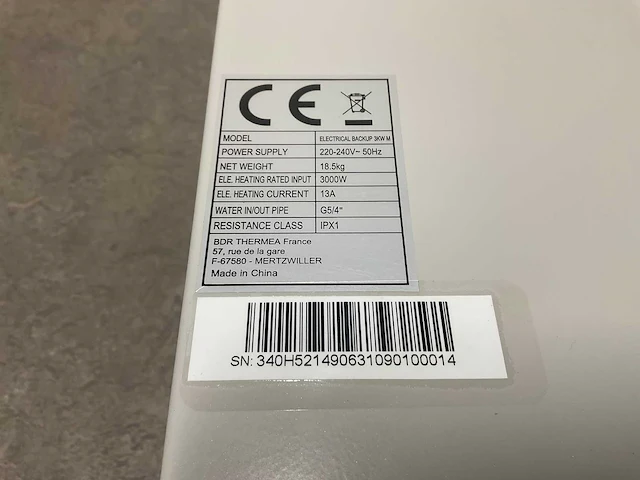 CE
MODEL ELECTRICAL BACKUP 3KW M
POWER SUPPLY 220-240V~ 50Hz
NET WEIGHT 18.5kg
ELE. HEATING RATED INPUT 3000W
ELE. HEATING CURRENT 13A
WATER IN/OUT PIPE G5/4"
RESISTANCE CLASS IPX1
BDR THERMEA France
57, rue de la gare
F-67580 - MERTZWILLER
Made in China
SN: 340H521490631090100014